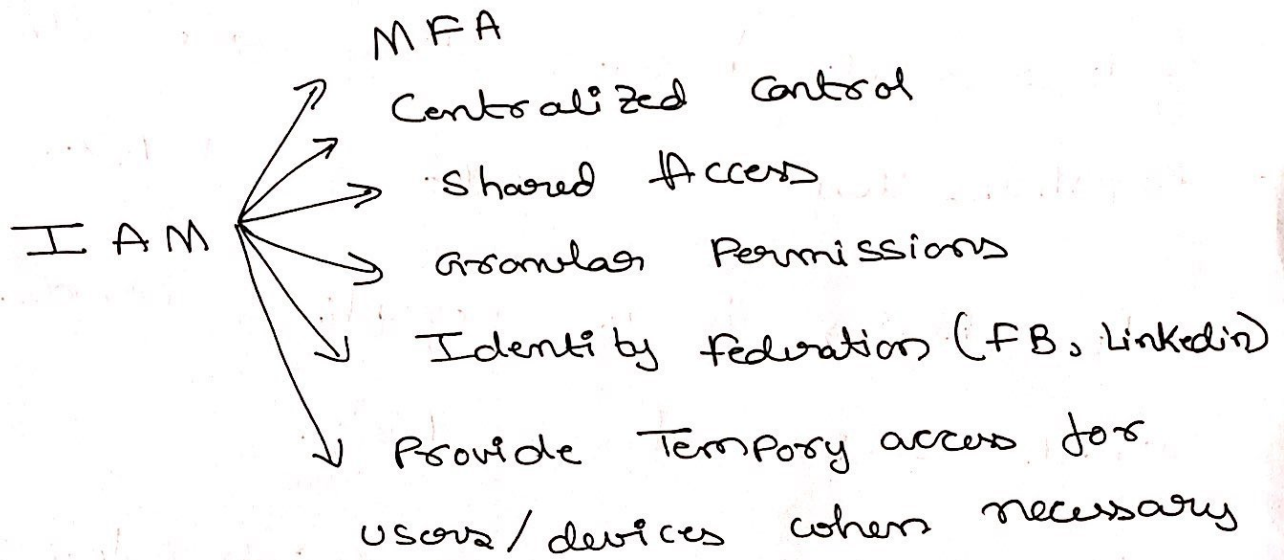 MFA
Centralized Control
Shared Access
IAM
Granular Permissions
Identity federation (FB, Linkedin)
Provide Tempory access for
users/devices when necessary